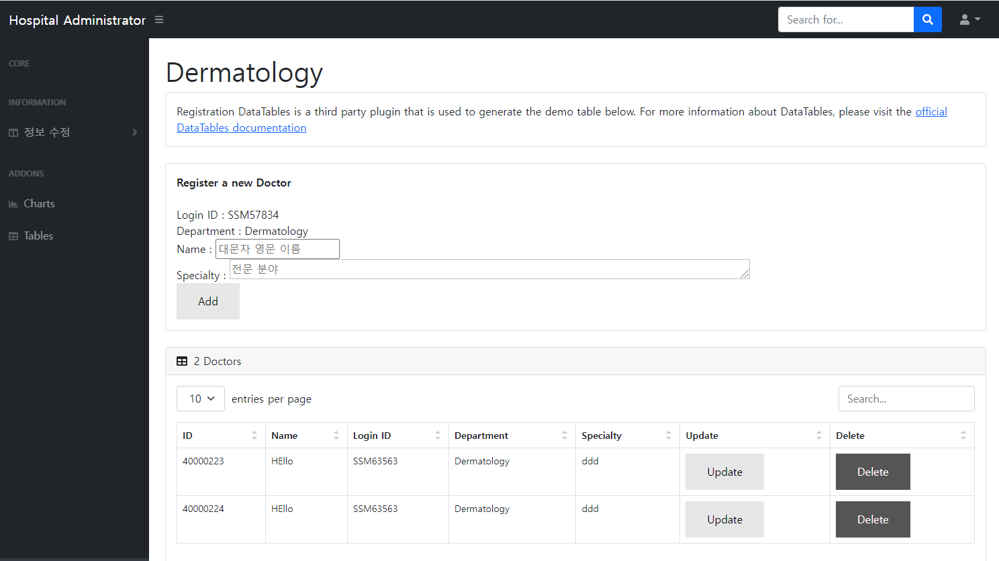 Hospital Administrator
Search for...
CORE
INFORMATION
정보 수정
ADDONS
Charts
Tables
Dermatology
Registration DataTables is a third party plugin that is used to generate the demo table below. For more information about DataTables, please visit the official
DataTables documentation
Register a new Doctor
Login ID : SSM57834
Department : Dermatology
Name : 대문자 영문 이름
Specialty : 전문 분야
Add
2 Doctors
10 entries per page
Search...
ID Name Login ID Department Specialty Update Delete
40000223 HEllo SSM63563 Dermatology ddd Update Delete
40000224 HEllo SSM63563 Dermatology ddd Update Delete